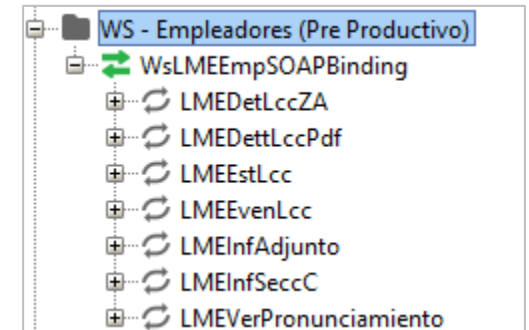 WS - Empleadores (Pre Productivo)
WsLMEEmpSOAPBinding
LMEDetLccZA
LMEDettLccPdf
LMEEstLcc
LMEEvenLcc
LMEInfAdjunto
LMEInfSeccC
LMEVerPronunciamiento